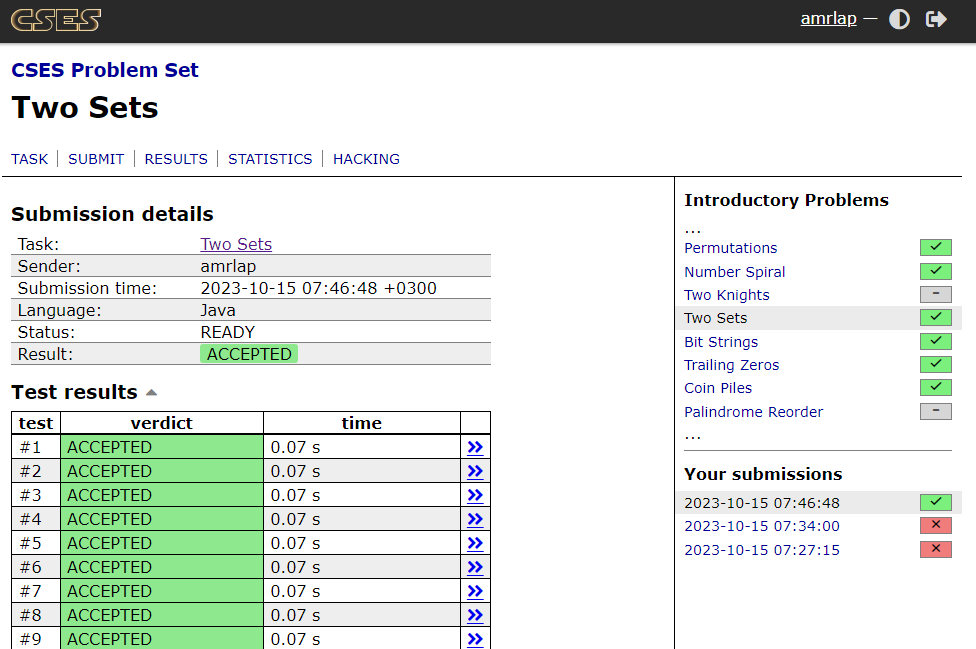 CSES
amrlap —
CSES Problem Set
Two Sets
TASK | SUBMIT | RESULTS | STATISTICS | HACKING
Submission details
Task: Two Sets
Sender: amrlap
Submission time: 2023-10-15 07:46:48 +0300
Language: Java
Status: READY
Result: ACCEPTED
Test results
test verdict time
#1 ACCEPTED 0.07 s »
#2 ACCEPTED 0.07 s »
#3 ACCEPTED 0.07 s »
#4 ACCEPTED 0.07 s »
#5 ACCEPTED 0.07 s »
#6 ACCEPTED 0.07 s »
#7 ACCEPTED 0.07 s »
#8 ACCEPTED 0.07 s »
#9 ACCEPTED 0.07 s »
Introductory Problems
...
Permutations ✓
Number Spiral ✓
Two Knights –
Two Sets ✓
Bit Strings ✓
Trailing Zeros ✓
Coin Piles ✓
Palindrome Reorder –
...
Your submissions
2023-10-15 07:46:48 ✓
2023-10-15 07:34:00 ×
2023-10-15 07:27:15 ×